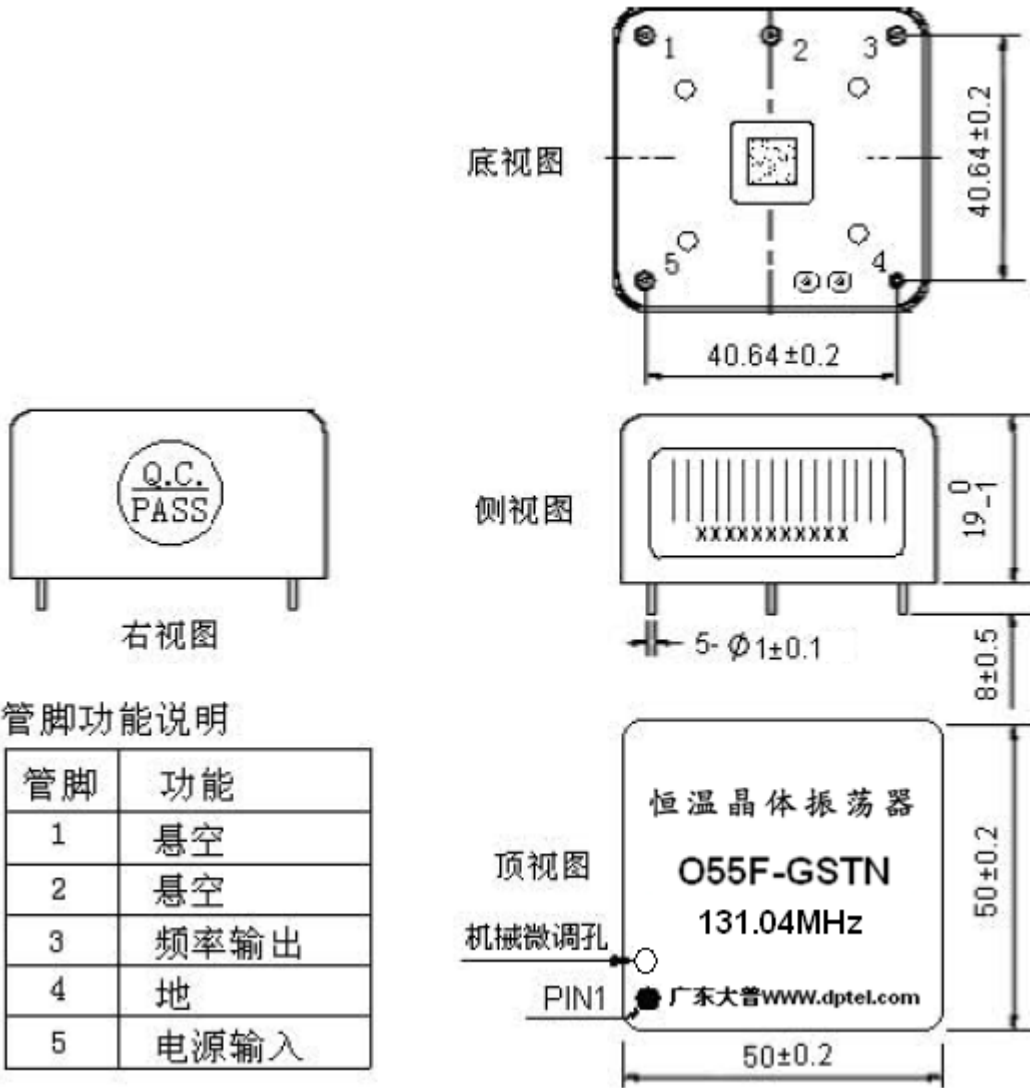 1
2
3
底视图
5
4
40.64±0.2
40.64±0.2
Q.C.
PASS
右视图
侧视图
XXXXXXXXXXX
19 0 -1
5- Φ1±0.1
8±0.5
管脚功能说明
管脚 功能
1 悬空
2 悬空
3 频率输出
4 地
5 电源输入
顶视图
恒温晶体振荡器
O55F-GSTN
131.04MHz
机械微调孔
PIN1
广东大普WWW.dptel.com
50±0.2
50±0.2